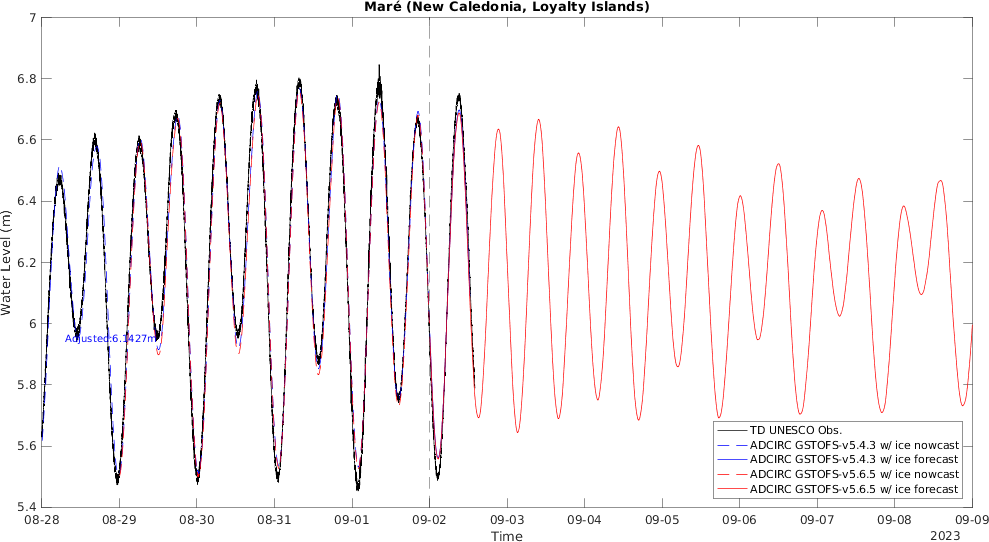 Maré (New Caledonia, Loyalty Islands)
Water Level (m)
7
6.8
6.6
6.4
6.2
6
5.8
5.6
5.4
Adjusted:6.1427m
TD UNESCO Obs.
ADCIRC GSTOFS-v5.4.3 w/ ice nowcast
ADCIRC GSTOFS-v5.4.3 w/ ice forecast
ADCIRC GSTOFS-v5.6.5 w/ ice nowcast
ADCIRC GSTOFS-v5.6.5 w/ ice forecast
08-28 08-29 08-30 08-31 09-01 09-02 09-03 09-04 09-05 09-06 09-07 09-08 09-09
Time
2023